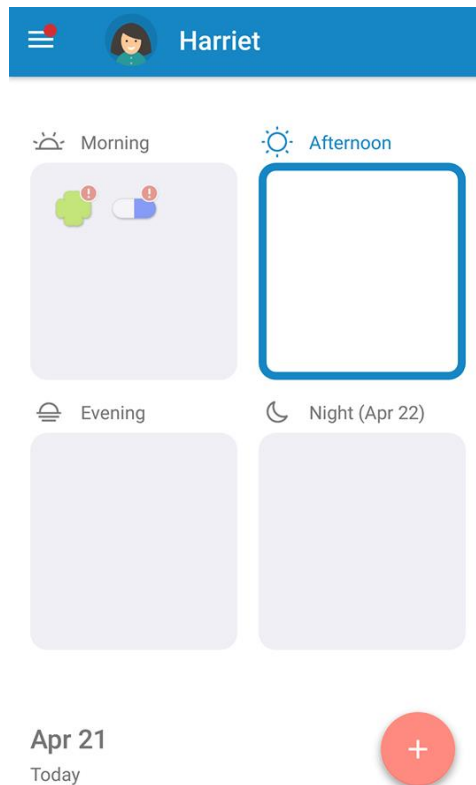 Harriet
Morning
Afternoon
Evening
Night (Apr 22)
Apr 21
Today